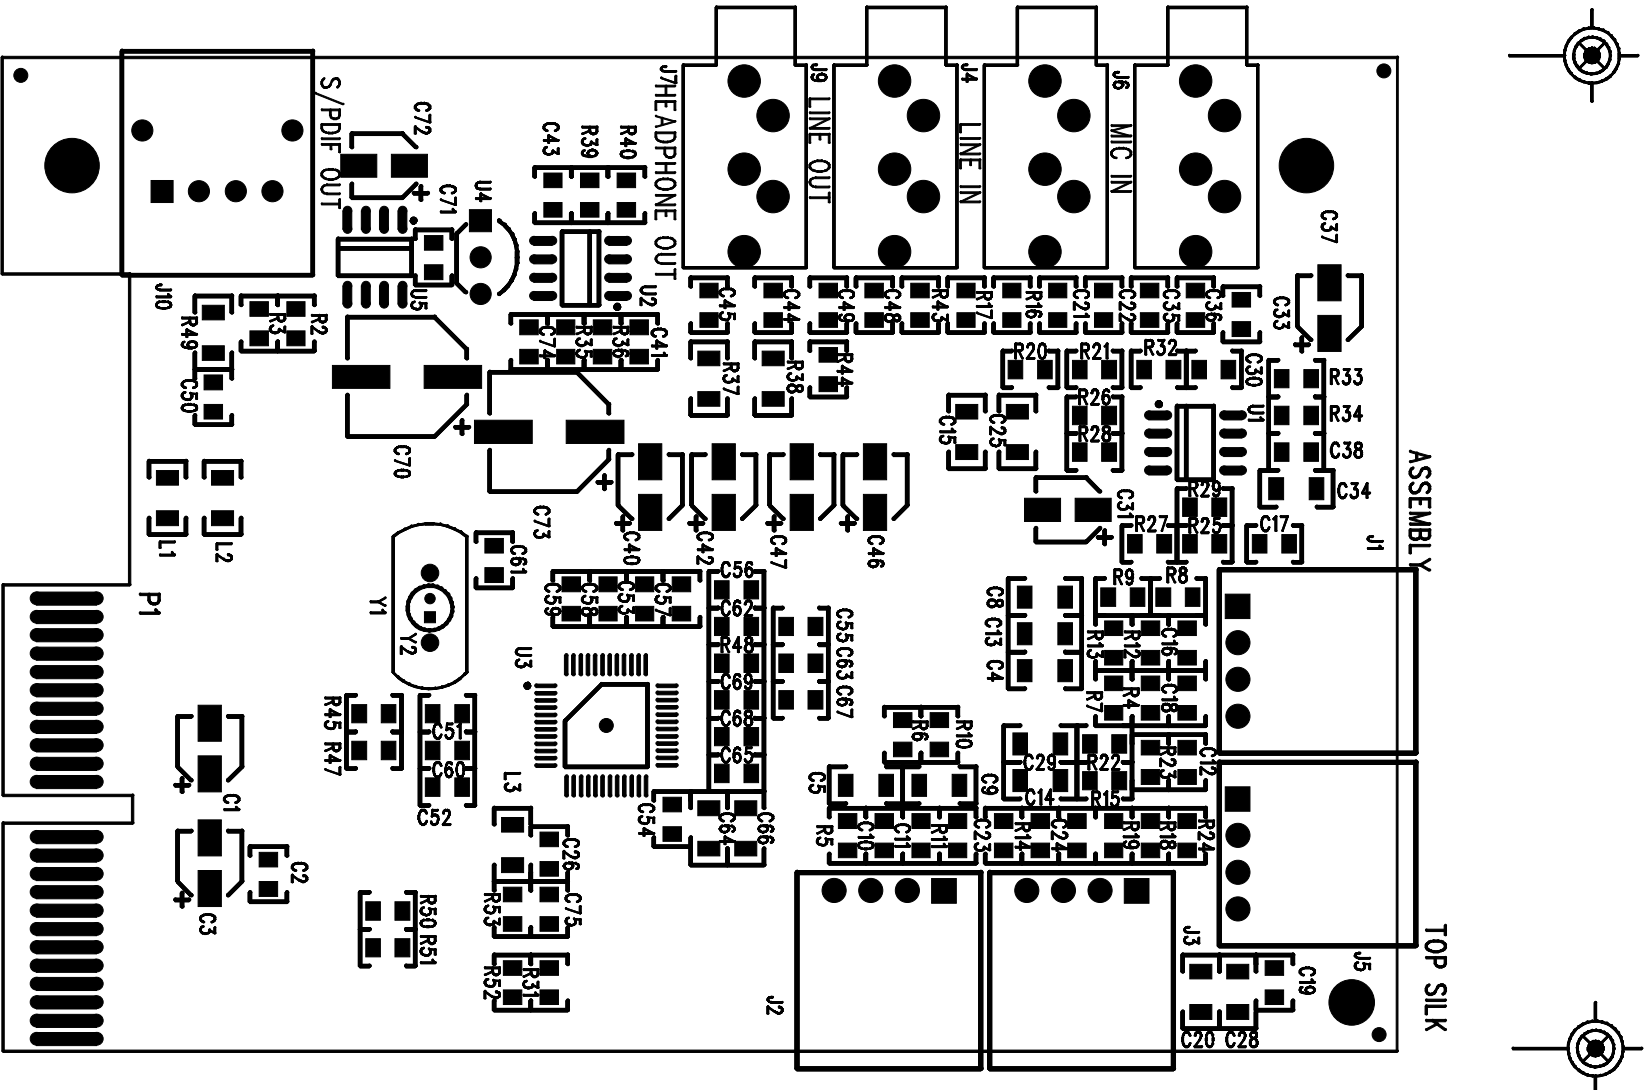 S/PDIF OUT
C72
C43
R39
R40
J7
HEADPHONE OUT
J9
LINE OUT
J4
LINE IN
J6
MIC IN
C37
C71
U4
U5
U2
J10
R49
R3
R2
C74
R35
R36
C41
C45
C44
C49
C48
R43
R17
R16
C21
C22
C35
C36
C33
C50
R37
R38
R44
R20
R21
R32
C30
R33
R26
U1
R34
R28
C38
C15
C25
C70
C34
ASSEMBLY
C31
R29
R27
R25
C17
J1
L1
L2
C73
C61
C40
C42
C47
C46
P1
Y1
Y2
C59
C58
C53
C57
C56
C62
R48
C69
C68
C65
C55
C63
C67
C8
C13
C4
R9
R8
R13
R12
C16
R7
R4
C18
U3
R45
R47
C51
C60
C52
R6
R10
C29
C14
R22
R15
R23
C12
C5
C9
L3
C1
C54
C64
C66
R5
C10
C11
R11
C23
R14
C24
R19
R18
R24
C2
C3
C26
R53
C75
R50
R51
R52
R31
J2
J3
J5
C19
C20
C28
TOP SILK